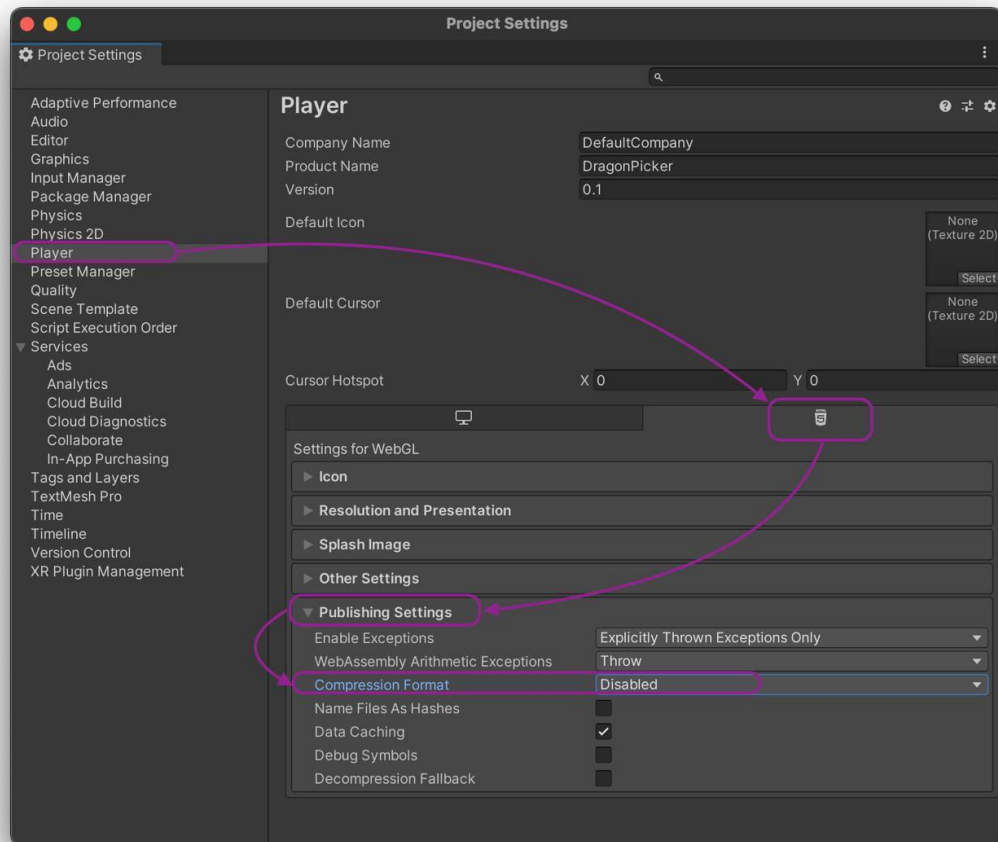 Project Settings
Project Settings
Adaptive Performance
Audio
Editor
Graphics
Input Manager
Package Manager
Physics
Physics 2D
Player
Preset Manager
Quality
Scene Template
Script Execution Order
Services
Ads
Analytics
Cloud Build
Cloud Diagnostics
Collaborate
In-App Purchasing
Tags and Layers
TextMesh Pro
Time
Timeline
Version Control
XR Plugin Management
Player
Company Name DefaultCompany
Product Name DragonPicker
Version 0.1
Default Icon
None
(Texture 2D)
Select
Default Cursor
None
(Texture 2D)
Select
Cursor Hotspot X 0 Y 0
Settings for WebGL
Icon
Resolution and Presentation
Splash Image
Other Settings
Publishing Settings
Enable Exceptions Explicitly Thrown Exceptions Only
WebAssembly Arithmetic Exceptions Throw
Compression Format Disabled
Name Files As Hashes
Data Caching
Debug Symbols
Decompression Fallback